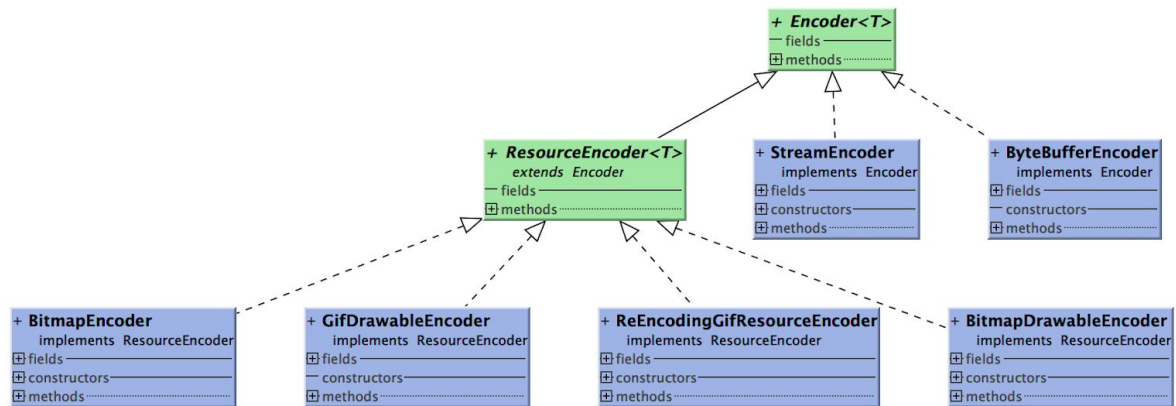 + Encoder<T>
fields
methods
+ ResourceEncoder<T>
extends Encoder
fields
methods
+ StreamEncoder
implements Encoder
fields
constructors
methods
+ ByteBufferEncoder
implements Encoder
fields
constructors
methods
+ BitmapEncoder
implements ResourceEncoder
fields
constructors
methods
+ GifDrawableEncoder
implements ResourceEncoder
fields
constructors
methods
+ ReEncodingGifResourceEncoder
implements ResourceEncoder
fields
constructors
methods
+ BitmapDrawableEncoder
implements ResourceEncoder
fields
constructors
methods